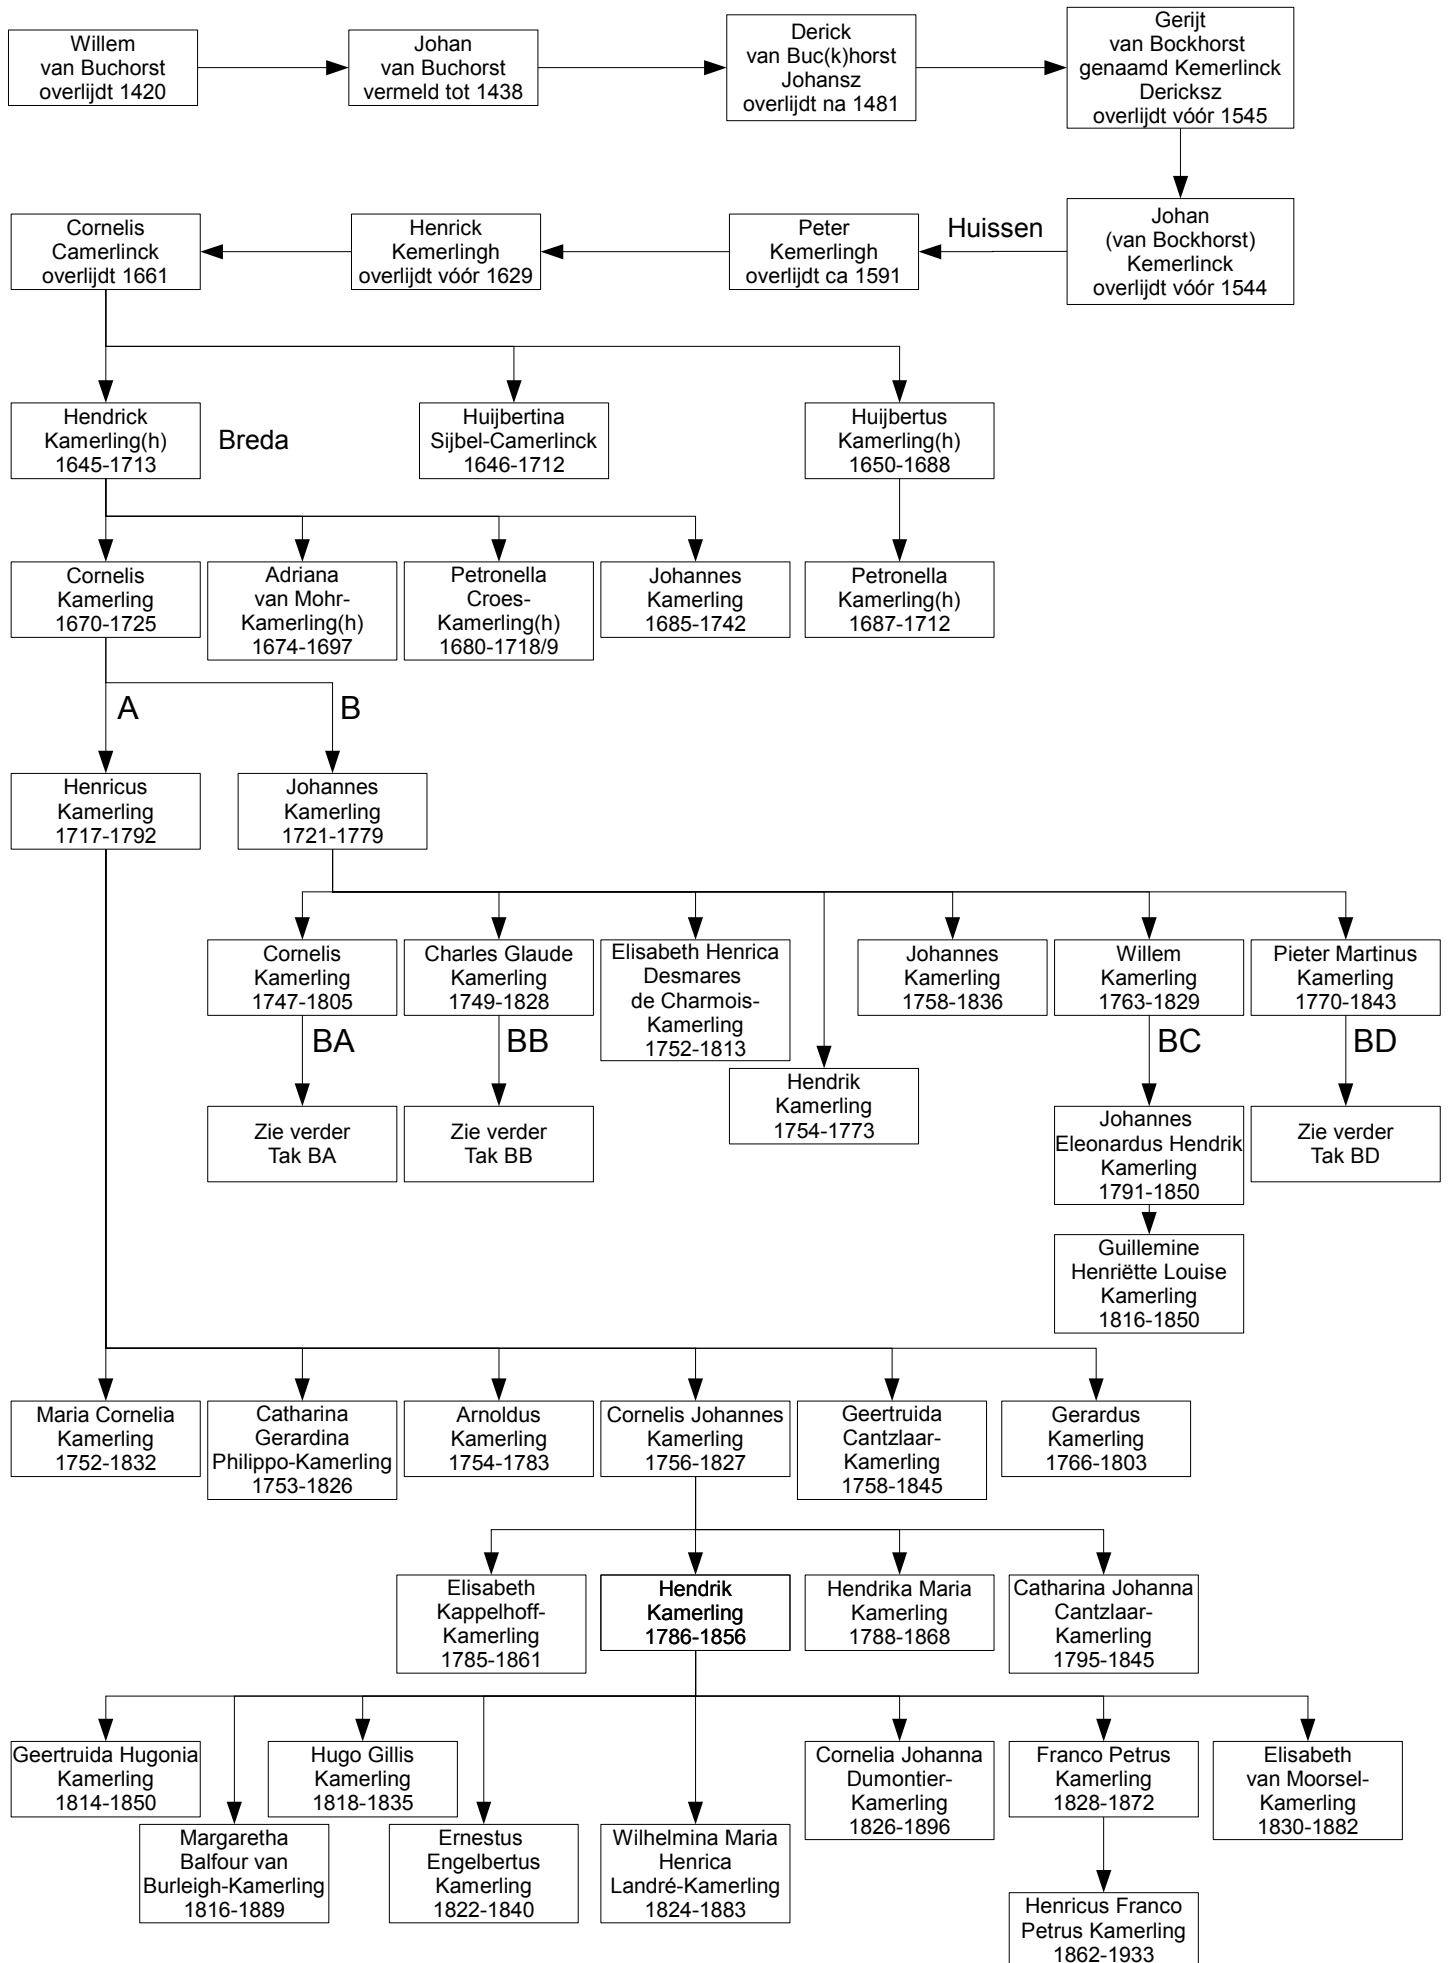 Willem
van Buchorst
overlijdt 1420
Johan
van Buchorst
vermeld tot 1438
Derick
van Buc(k)horst
Johansz
overlijdt na 1481
Gerijt
van Bockhorst
genaamd Kemerlinck
Dericksz
overlijdt vóór 1545
Cornelis
Camerlinck
overlijdt 1661
Henrick
Kemerlingh
overlijdt vóór 1629
Peter
Kemerlingh
overlijdt ca 1591
Huissen
Johan
(van Bockhorst)
Kemerlinck
overlijdt vóór 1544
Hendrick
Kamerling(h)
1645-1713
Breda
Huijbertina
Sijbel-Camerlinck
1646-1712
Huijbertus
Kamerling(h)
1650-1688
Cornelis
Kamerling
1670-1725
Adriana
van Mohr-
Kamerling(h)
1674-1697
Petronella
Croes-
Kamerling(h)
1680-1718/9
Johannes
Kamerling
1685-1742
Petronella
Kamerling(h)
1687-1712
A
B
Henricus
Kamerling
1717-1792
Johannes
Kamerling
1721-1779
Cornelis
Kamerling
1747-1805
Charles Glaude
Kamerling
1749-1828
Elisabeth Henrica
Desmares
de Charmois-
Kamerling
1752-1813
Hendrik
Kamerling
1754-1773
Johannes
Kamerling
1758-1836
Willem
Kamerling
1763-1829
Pieter Martinus
Kamerling
1770-1843
BA
BB
BC
BD
Zie verder
Tak BA
Zie verder
Tak BB
Johannes
Eleonardus Hendrik
Kamerling
1791-1850
Zie verder
Tak BD
Guillemine
Henriëtte Louise
Kamerling
1816-1850
Maria Cornelia
Kamerling
1752-1832
Catharina
Gerardina
Philippo-Kamerling
1753-1826
Arnoldus
Kamerling
1754-1783
Cornelis Johannes
Kamerling
1756-1827
Geertruida
Cantzlaar-
Kamerling
1758-1845
Gerardus
Kamerling
1766-1803
Elisabeth
Kappelhoff-
Kamerling
1785-1861
Hendrik
Kamerling
1786-1856
Hendrika Maria
Kamerling
1788-1868
Catharina Johanna
Cantzlaar-
Kamerling
1795-1845
Geertruida Hugonia
Kamerling
1814-1850
Margaretha
Balfour van
Burleigh-Kamerling
1816-1889
Hugo Gillis
Kamerling
1818-1835
Ernestus
Engelbertus
Kamerling
1822-1840
Wilhelmina Maria
Henrica
Landré-Kamerling
1824-1883
Cornelia Johanna
Dumontier-
Kamerling
1826-1896
Franco Petrus
Kamerling
1828-1872
Elisabeth
van Moorsel-
Kamerling
1830-1882
Henricus Franco
Petrus Kamerling
1862-1933